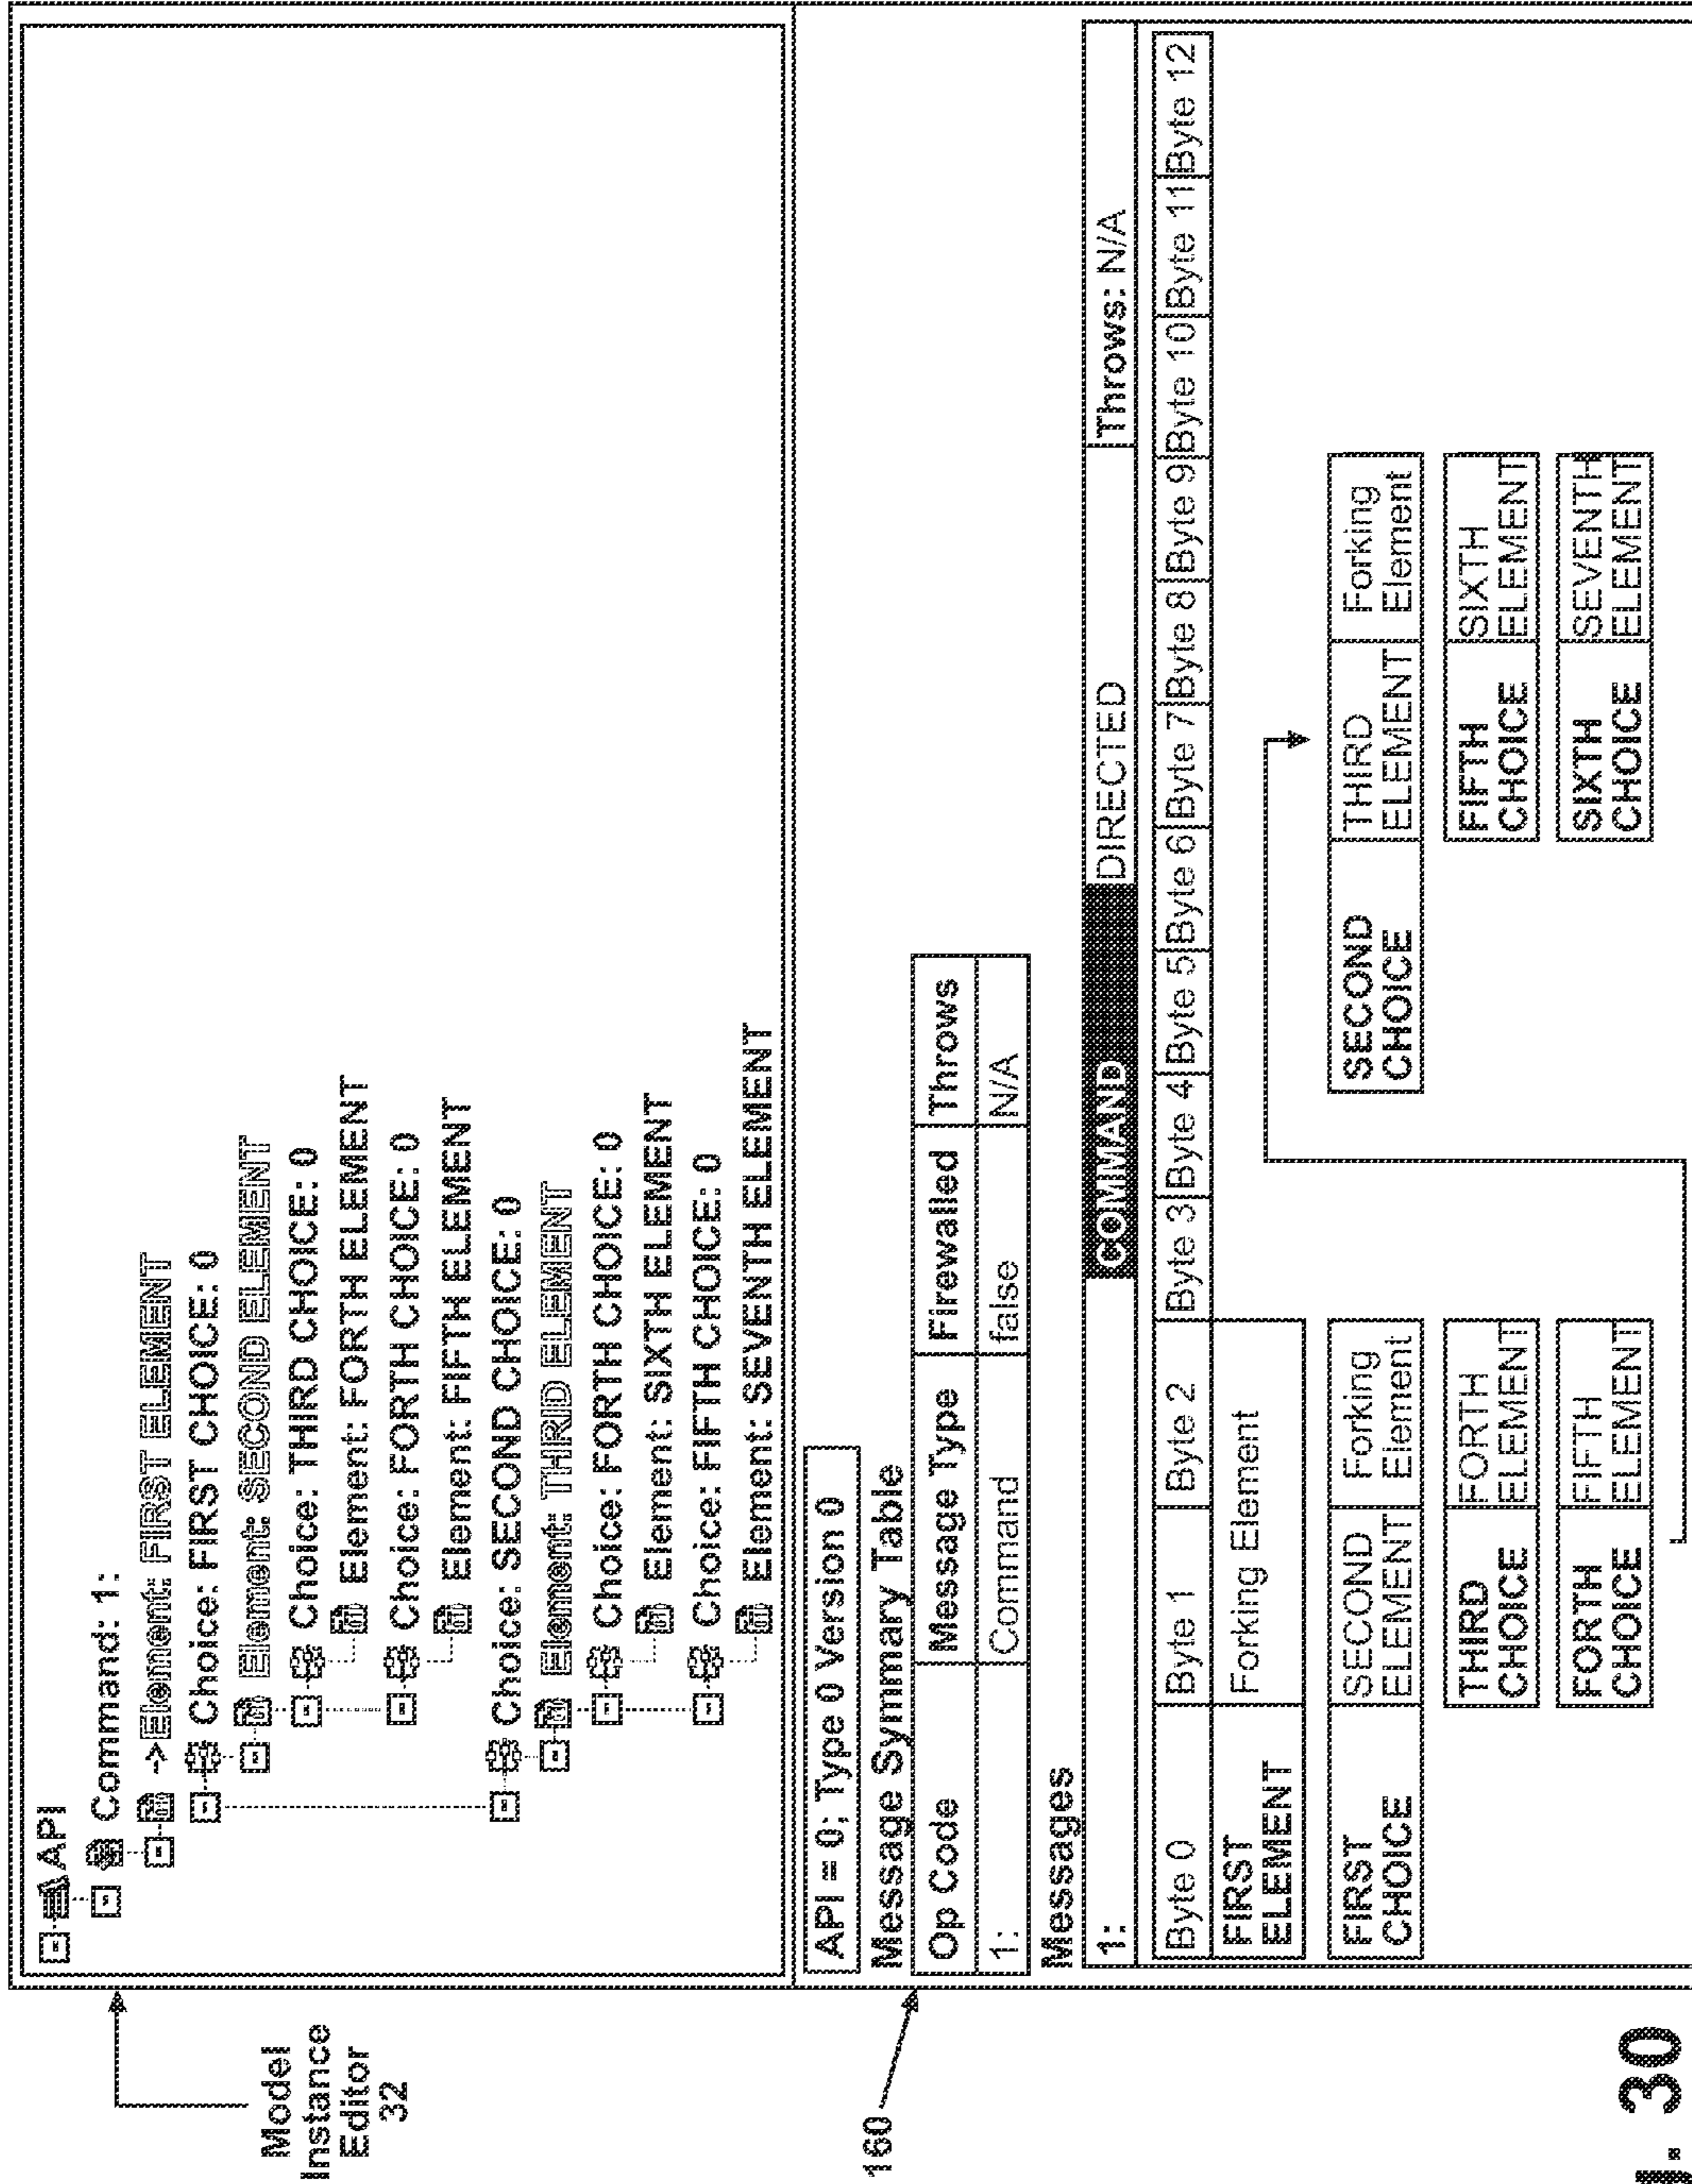 Model
Instance
Editor
32
API
Command: 1:
->Element: FIRST ELEMENT
Choice: FIRST CHOICE: 0
Element: SECOND ELEMENT
Choice: THIRD CHOICE: 0
Element: FORTH ELEMENT
Choice: FORTH CHOICE: 0
Element: FIFTH ELEMENT
Choice: SECOND CHOICE: 0
Element: THRID ELEMENT
Choice: FORTH CHOICE: 0
Element: SIXTH ELEMENT
Choice: FIFTH CHOICE: 0
Element: SEVENTH ELEMENT
160
API = 0; Type 0 Version 0
Message Symmary Table
Op Code Message Type Firewalled Throws
1: Command false N/A
Messages
1: COMMAND DIRECTED Throws: N/A
Byte 0 Byte 1 Byte 2 Byte 3 Byte 4 Byte 5 Byte 6 Byte 7 Byte 8 Byte 9 Byte 10 Byte 11 Byte 12
FIRST Forking Element
ELEMENT
FIRST SECOND Forking
CHOICE ELEMENT Element
THIRD FORTH
CHOICE ELEMENT
FORTH FIFTH
CHOICE ELEMENT
SECOND THIRD Forking
CHOICE ELEMENT Element
FIFTH SIXTH
CHOICE ELEMENT
SIXTH SEVENTH
CHOICE ELEMENT
30